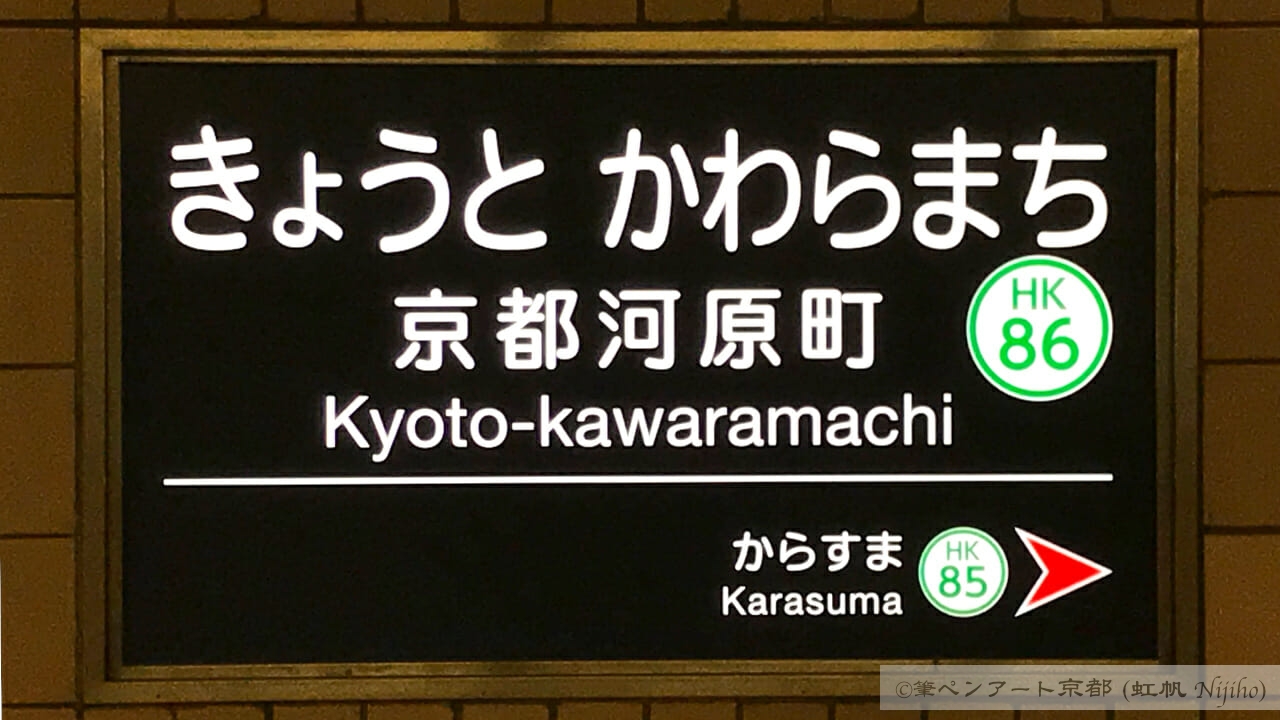 きょうと かわらまち
京都河原町
HK
86
Kyoto-kawaramachi
からすま
Karasuma
HK
85
©筆ペンアート京都 (虹帆 Nijiho)